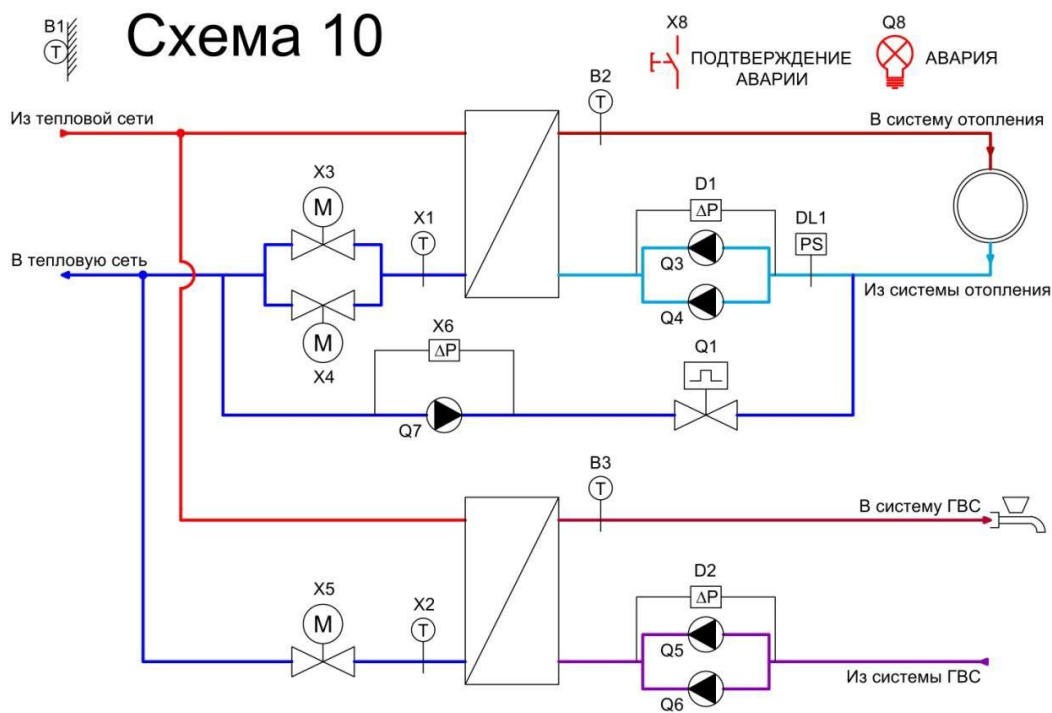 B1
T
Схема 10
X8
ПОДТВЕРЖДЕНИЕ
АВАРИИ
Q8
АВАРИЯ
Из тепловой сети
B2
T
В систему отопления
X3
M
X1
T
D1
ΔP
DL1
PS
Q3
В тепловую сеть
Из системы отопления
Q4
M
X4
X6
ΔP
Q1
Q7
B3
T
В систему ГВС
X5
M
X2
T
D2
ΔP
Q5
Из системы ГВС
Q6